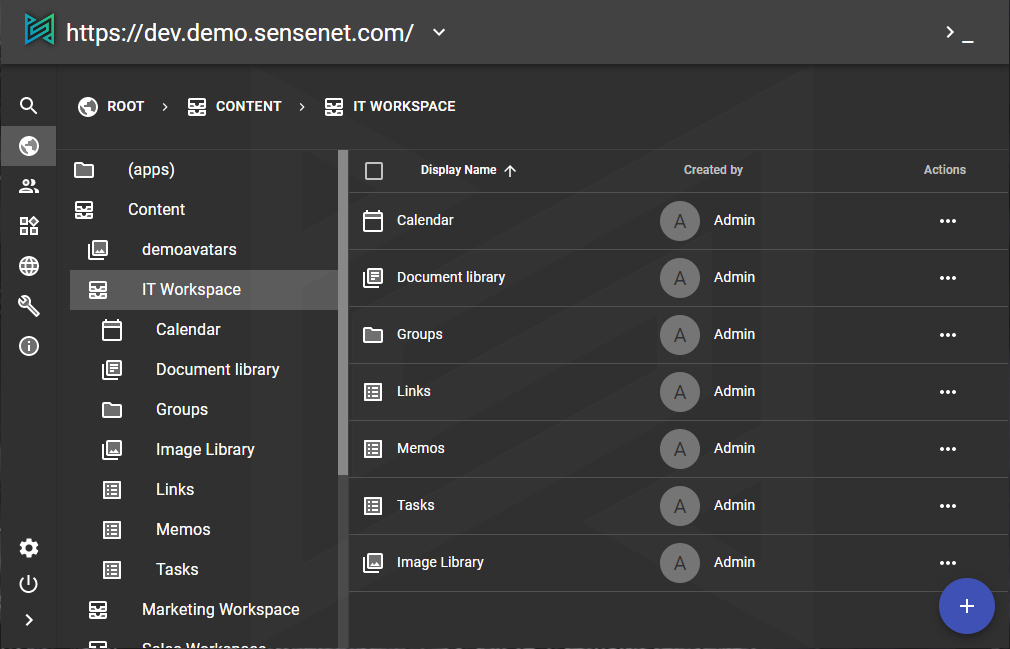 https://dev.demo.sensenet.com/
>_
ROOT > CONTENT > IT WORKSPACE
(apps)
Content
demoavatars
IT Workspace
Calendar
Document library
Groups
Image Library
Links
Memos
Tasks
Marketing Workspace
Sales Workspace
Display Name Created by Actions
Calendar A Admin
Document library A Admin
Groups A Admin
Links A Admin
Memos A Admin
Tasks A Admin
Image Library A Admin